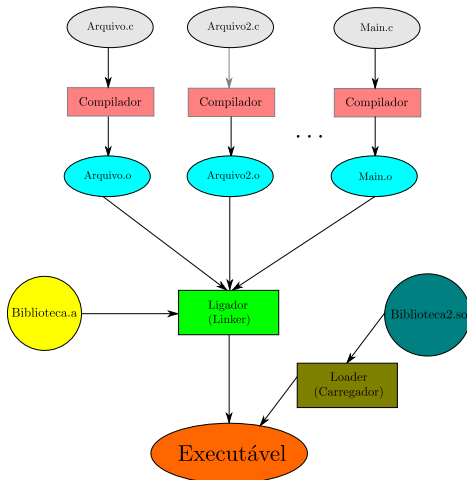 Arquivo.c
Arquivo2.c
Main.c
Compilador
Compilador
Compilador
...
Arquivo.o
Arquivo2.o
Main.o
Biblioteca.a
Ligador
(Linker)
Biblioteca2.so
Loader
(Carregador)
Executável